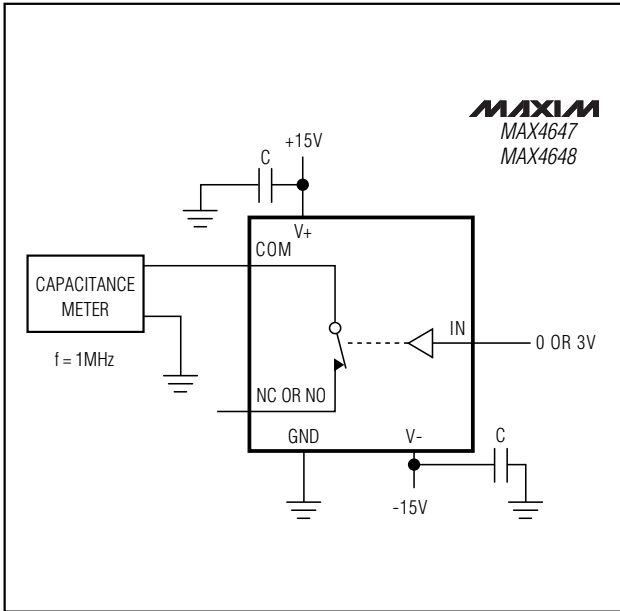 MAXIM
MAX4647
MAX4648
+15V
C
V+
COM
CAPACITANCE
METER
IN
0 OR 3V
f = 1MHz
NC OR NO
GND
V-
C
-15V